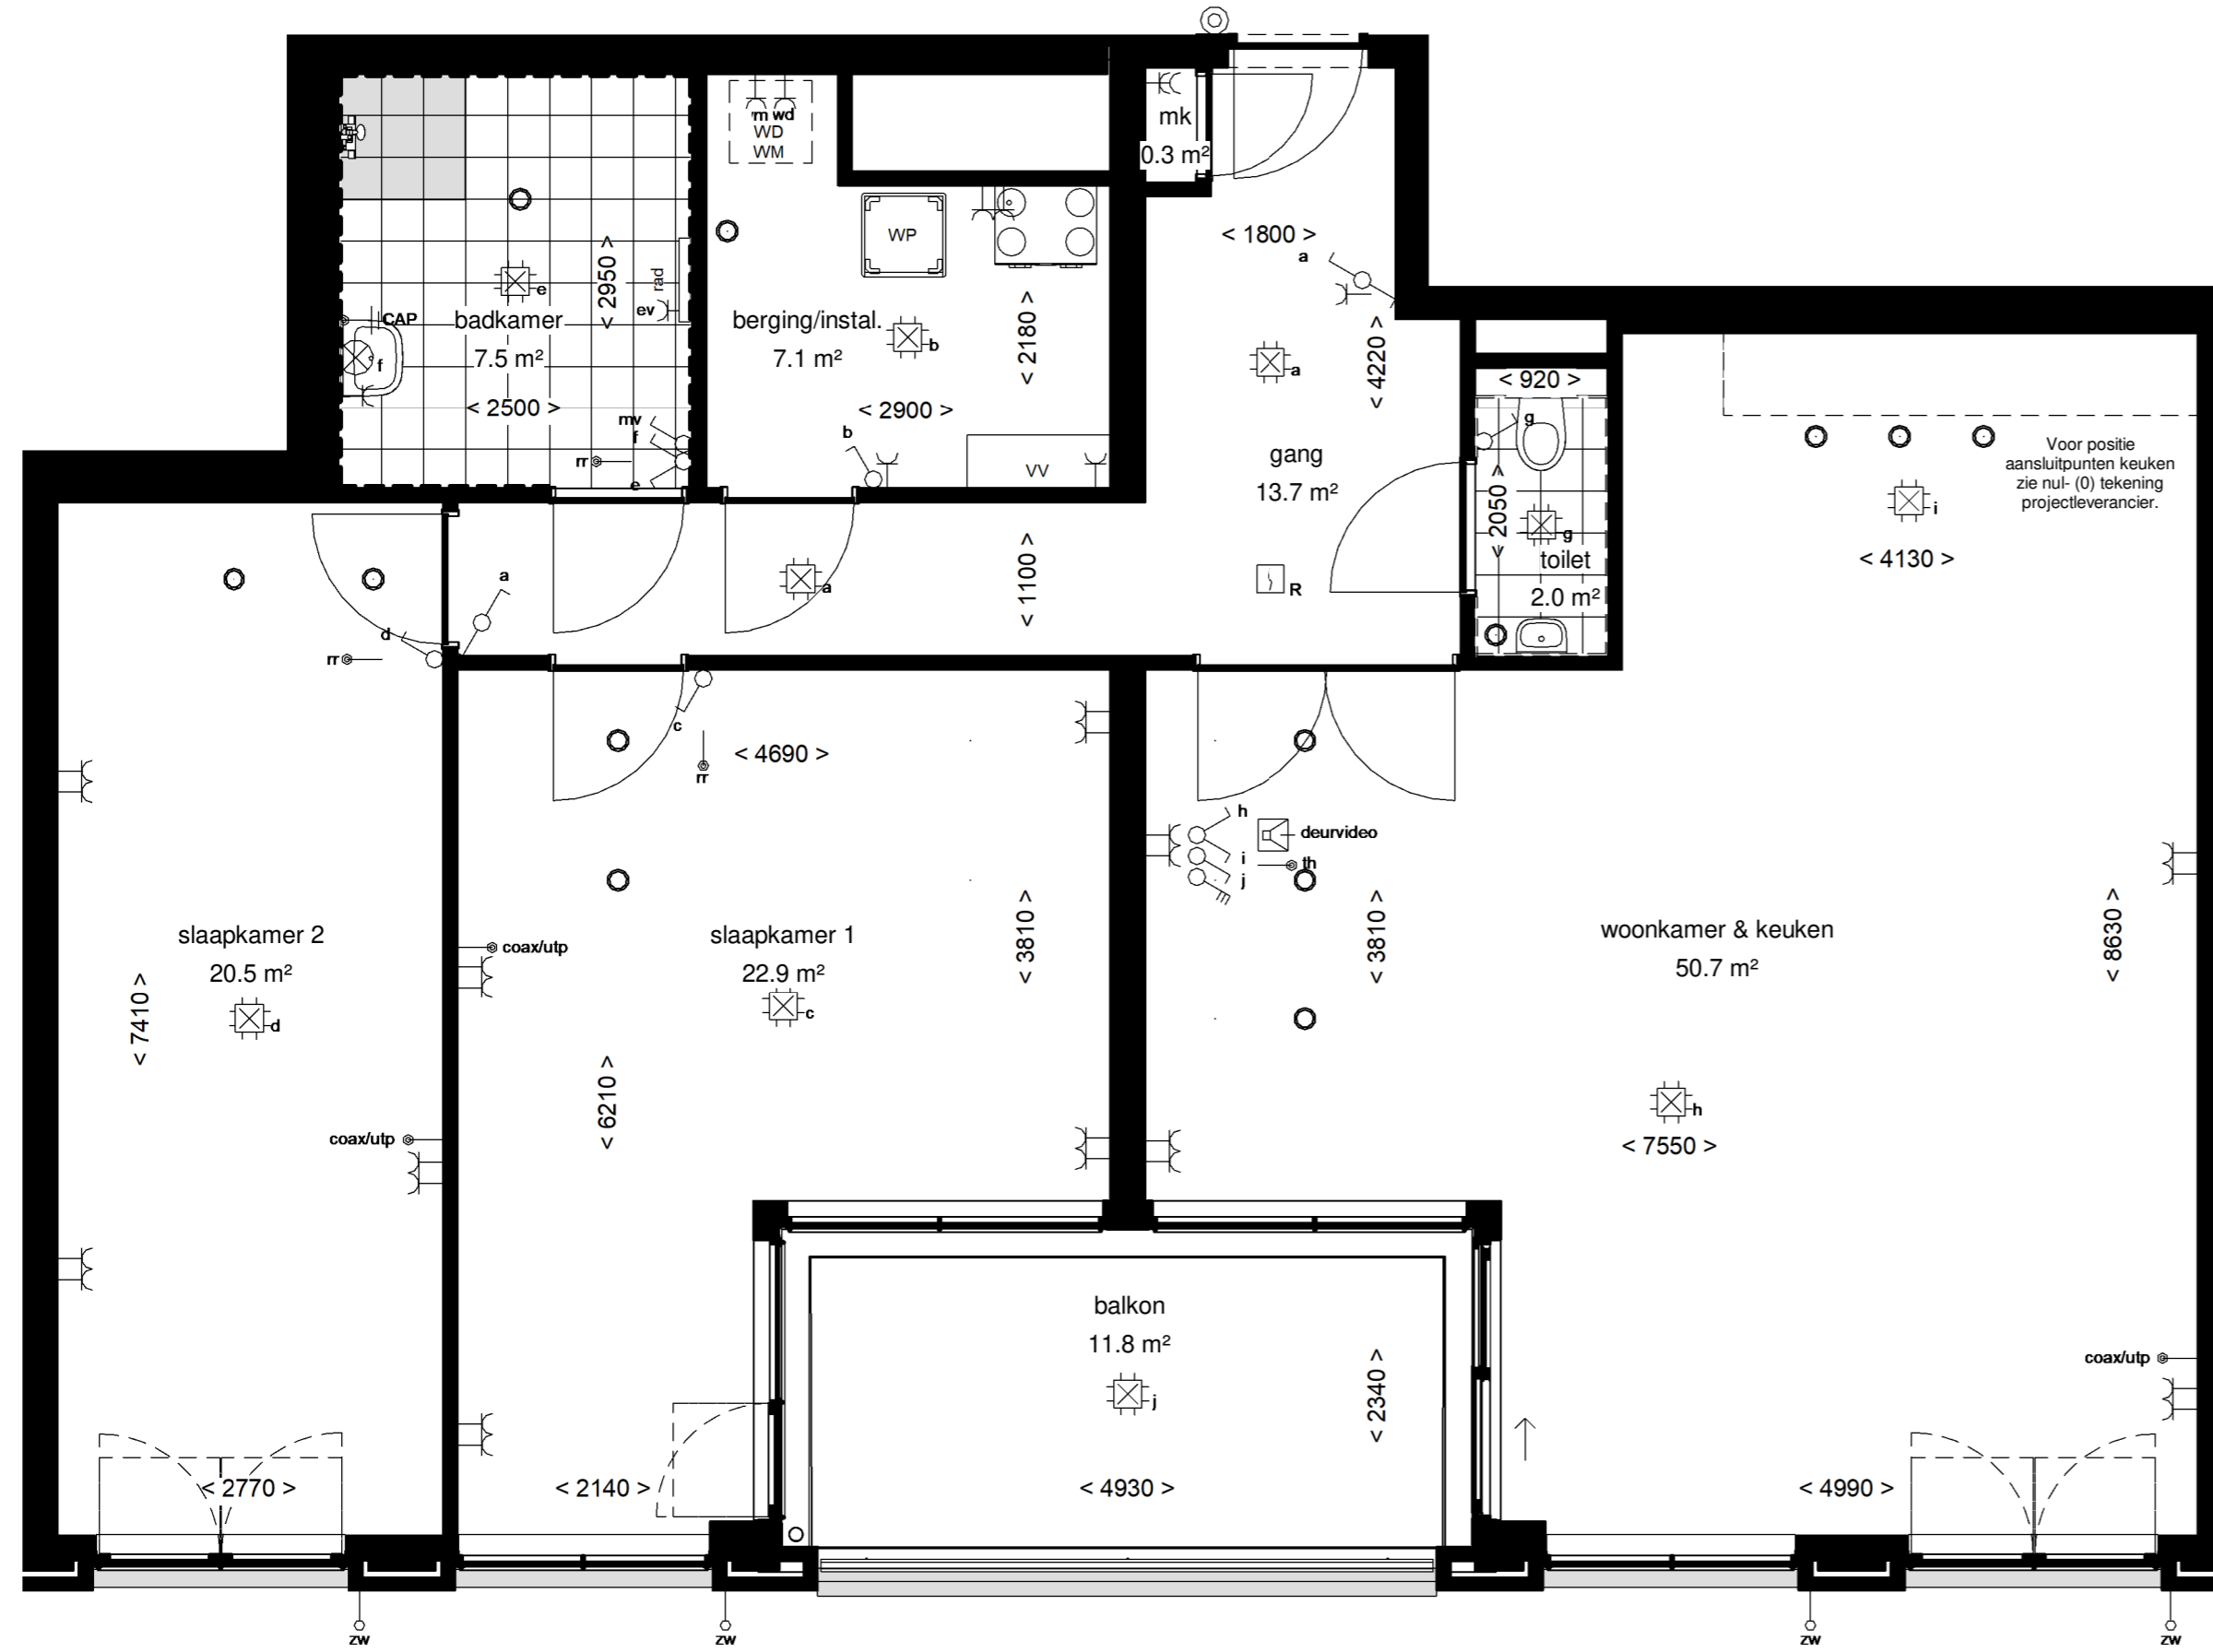 mk
0.3 m²
wd
WD
WM
WP
< 1800 >
a
e
rad
< 2950 >
ev
CAP
badkamer
7.5 m²
f
< 2500 >
mv
f
rr
e
berging/instal.
7.1 m²
b
< 2180 >
< 2900 >
b
VV
a
< 4220 >
gang
13.7 m²
< 920 >
g
< 2050 >
g
toilet
2.0 m²
Voor positie
aansluitpunten keuken
zie nul- (0) tekening
projectleverancier.
i
< 4130 >
a
a
< 1100 >
R
d
rr
c
rr
< 4690 >
h
deurvideo
i
th
j
slaapkamer 2
20.5 m²
d
< 7410 >
coax/utp
coax/utp
slaapkamer 1
22.9 m²
c
< 3810 >
< 6210 >
< 3810 >
woonkamer & keuken
50.7 m²
< 8630 >
h
< 7550 >
balkon
11.8 m²
j
< 2340 >
coax/utp
< 2770 >
< 2140 >
< 4930 >
< 4990 >
zw
zw
zw
zw